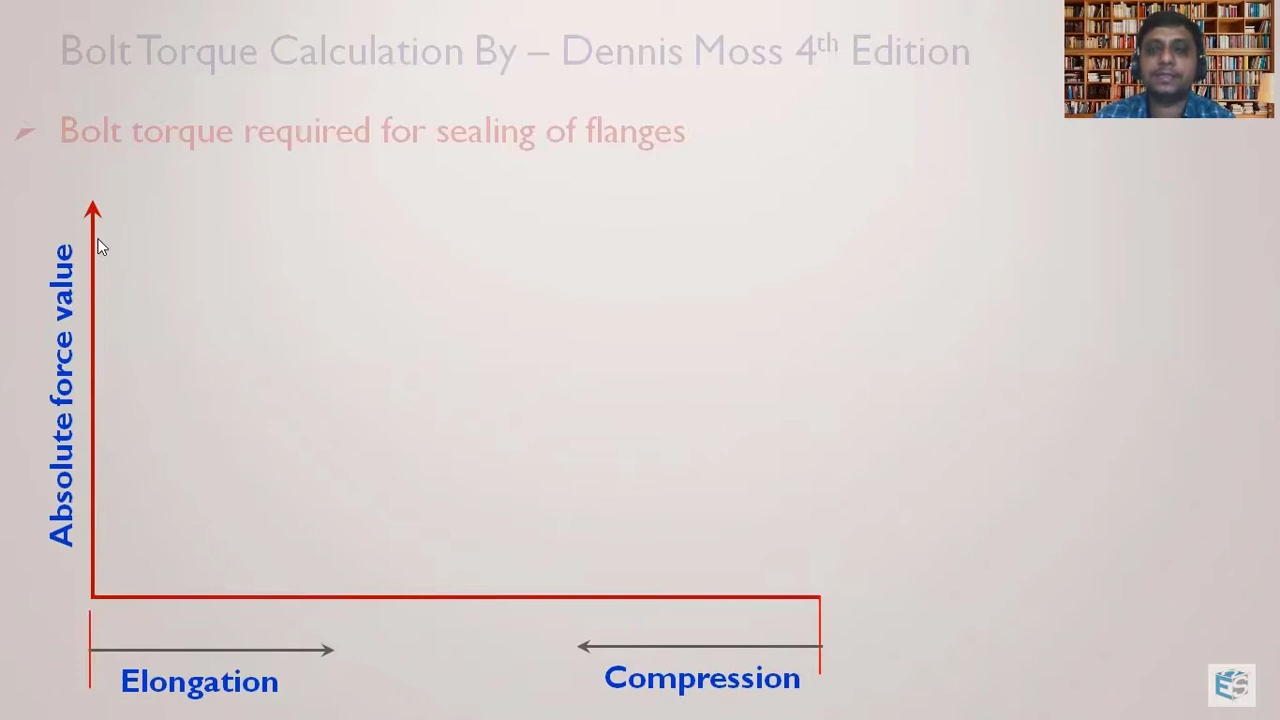 Bolt Torque Calculation By – Dennis Moss 4th Edition
Bolt torque required for sealing of flanges
Absolute force value
Elongation
Compression
ES